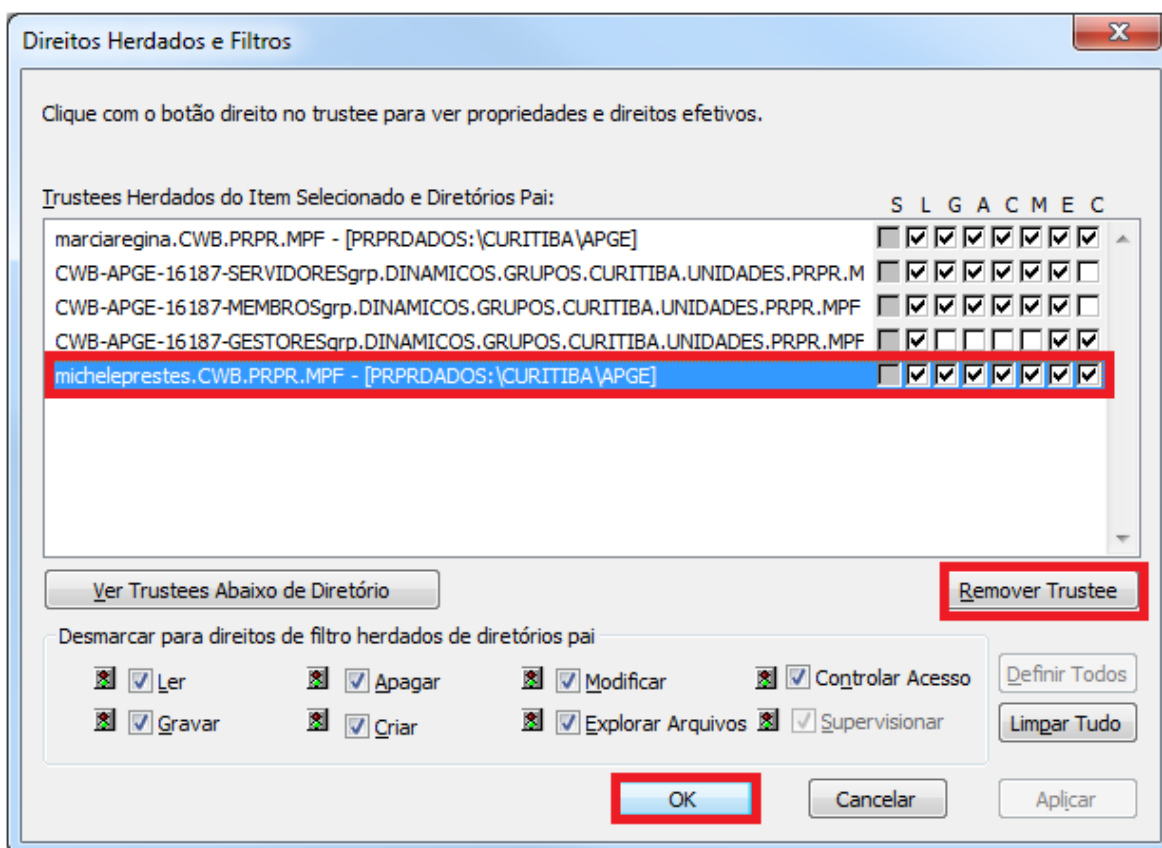 Direitos Herdados e Filtros
Clique com o botão direito no trustee para ver propriedades e direitos efetivos.
Trustees Herdados do Item Selecionado e Diretórios Pai:
S L G A C M E C
marciaregina.CWB.PRPR.MPF - [PRPRDADOS:\CURITIBA\APGE]
CWB-APGE-16187-SERVIDORESgrp.DINAMICOS.GRUPOS.CURITIBA.UNIDADES.PRPR.M
CWB-APGE-16187-MEMBROSgrp.DINAMICOS.GRUPOS.CURITIBA.UNIDADES.PRPR.MPF
CWB-APGE-16187-GESTORESgrp.DINAMICOS.GRUPOS.CURITIBA.UNIDADES.PRPR.MPF
micheleprestes.CWB.PRPR.MPF - [PRPRDADOS:\CURITIBA\APGE]
Ver Trustees Abaixo de Diretório
Remover Trustee
Desmarcar para direitos de filtro herdados de diretórios pai
Ler Apagar Modificar Controlar Acesso
Definir Todos
Gravar Criar Explorar Arquivos Supervisionar
Limpar Tudo
OK Cancelar Aplicar